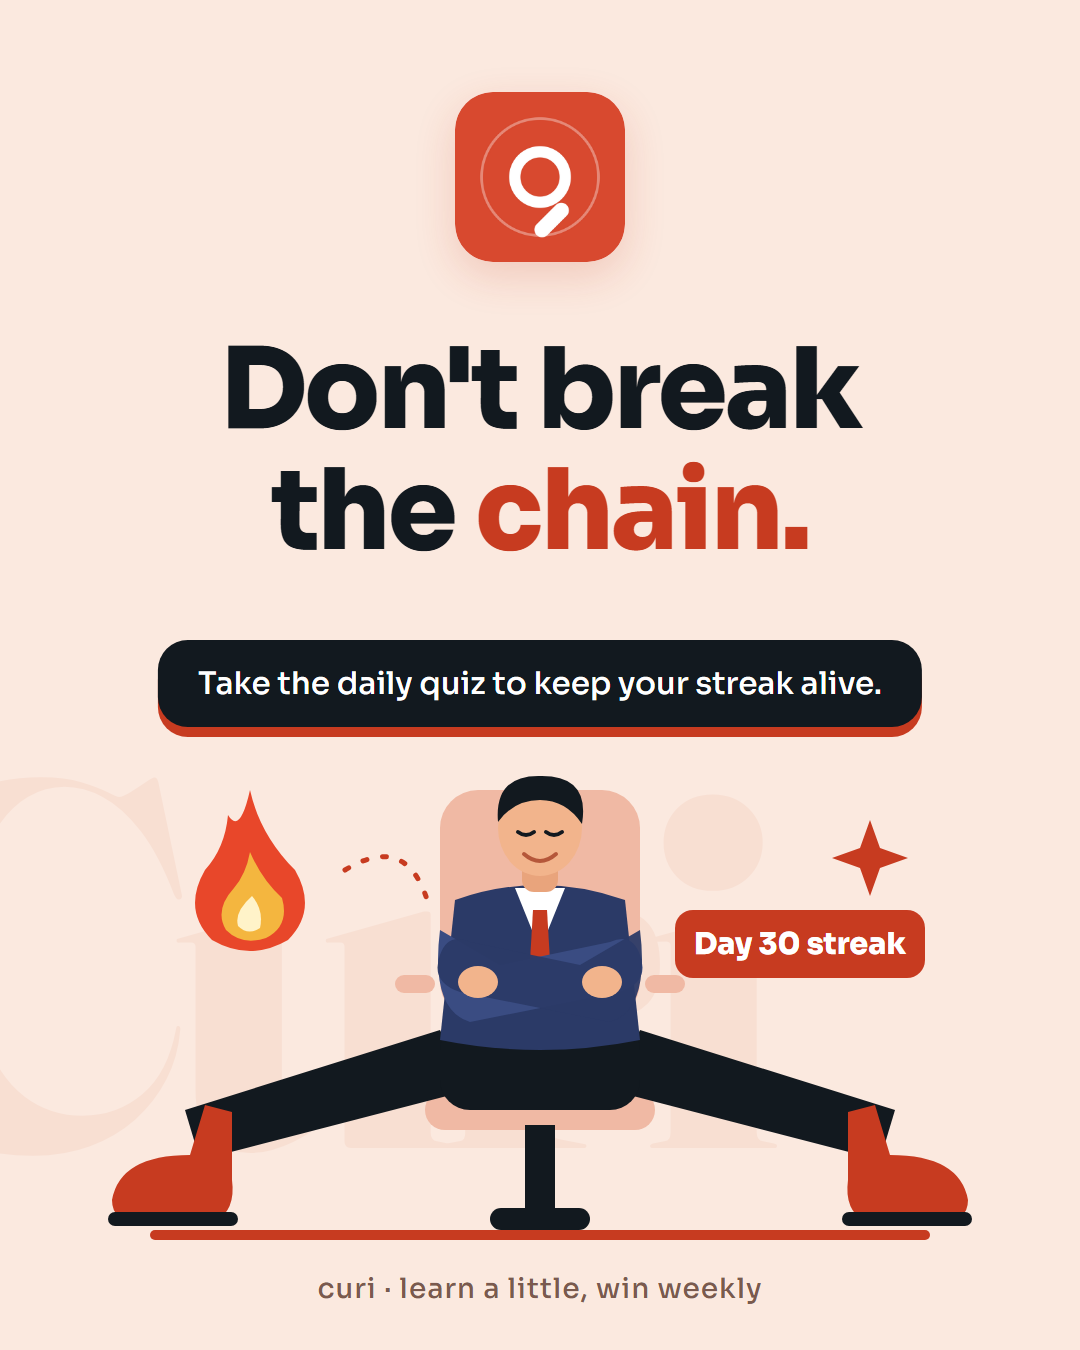 Don't break
the chain.
Take the daily quiz to keep your streak alive.
Curi
Day 30 streak
curi · learn a little, win weekly